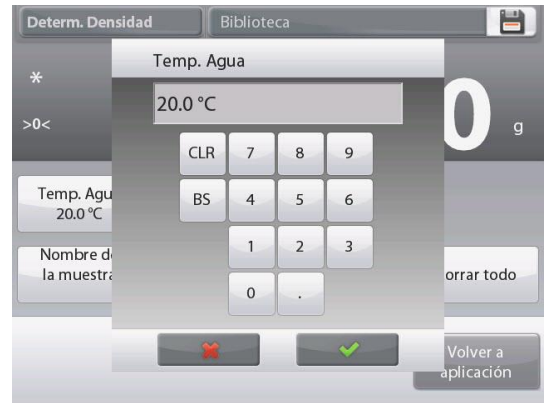 Determ. Densidad
Biblioteca
Temp. Agua
*
20.0 °C
>0<
0
g
CLR 7 8 9
Temp. Agu
20.0 °C
BS 4 5 6
1 2 3
Nombre d
la muestra
orrar todo
0 .
Volver a
aplicación